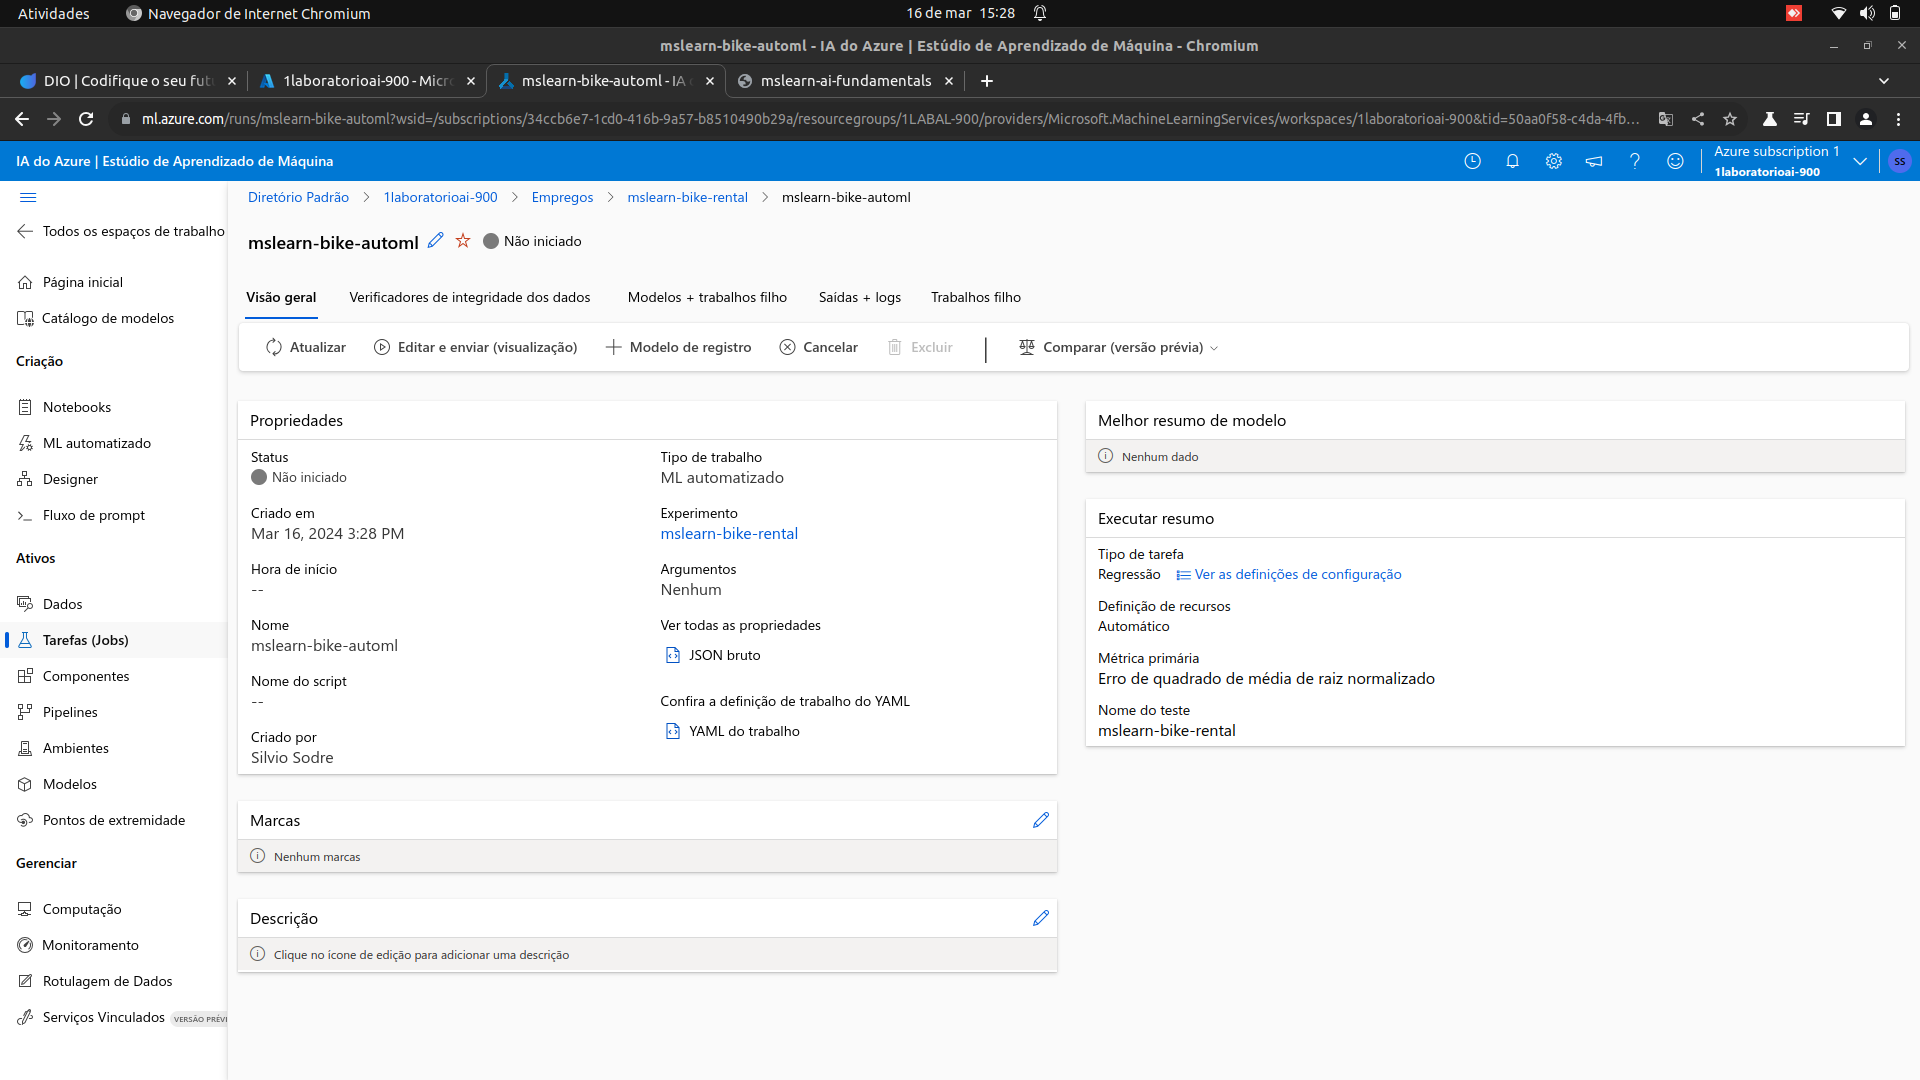 Atividades
Navegador de Internet Chromium
16 de mar 15:28
mslearn-bike-automl - IA do Azure | Estúdio de Aprendizado de Máquina - Chromium
DIO | Codifique o seu fut
1laboratorioai-900 - Micro
mslearn-bike-automl - IA
mslearn-ai-fundamentals
ml.azure.com/runs/mslearn-bike-automl?wsid=/subscriptions/34ccb6e7-1cd0-416b-9a57-b8510490b29a/resourcegroups/1LABAL-900/providers/Microsoft.MachineLearningServices/workspaces/1laboratorioai-900&tid=50aa0f58-c4da-4fb...
IA do Azure | Estúdio de Aprendizado de Máquina
Azure subscription 1
1laboratorioai-900
SS
Diretório Padrão > 1laboratorioai-900 > Empregos > mslearn-bike-rental > mslearn-bike-automl
Todos os espaços de trabalho
mslearn-bike-automl
Não iniciado
Página inicial
Catálogo de modelos
Criação
Notebooks
ML automatizado
Designer
Fluxo de prompt
Ativos
Dados
Tarefas (Jobs)
Componentes
Pipelines
Ambientes
Modelos
Pontos de extremidade
Gerenciar
Computação
Monitoramento
Rotulagem de Dados
Serviços Vinculados VERSÃO PRÉVI
Visão geral
Verificadores de integridade dos dados
Modelos + trabalhos filho
Saídas + logs
Trabalhos filho
Atualizar
Editar e enviar (visualização)
Modelo de registro
Cancelar
Excluir
Comparar (versão prévia)
Propriedades
Status
Não iniciado
Criado em
Mar 16, 2024 3:28 PM
Hora de início
--
Nome
mslearn-bike-automl
Nome do script
--
Criado por
Silvio Sodre
Tipo de trabalho
ML automatizado
Experimento
mslearn-bike-rental
Argumentos
Nenhum
Ver todas as propriedades
JSON bruto
Confira a definição de trabalho do YAML
YAML do trabalho
Marcas
Nenhum marcas
Descrição
Clique no ícone de edição para adicionar uma descrição
Melhor resumo de modelo
Nenhum dado
Executar resumo
Tipo de tarefa
Regressão
Ver as definições de configuração
Definição de recursos
Automático
Métrica primária
Erro de quadrado de média de raiz normalizado
Nome do teste
mslearn-bike-rental